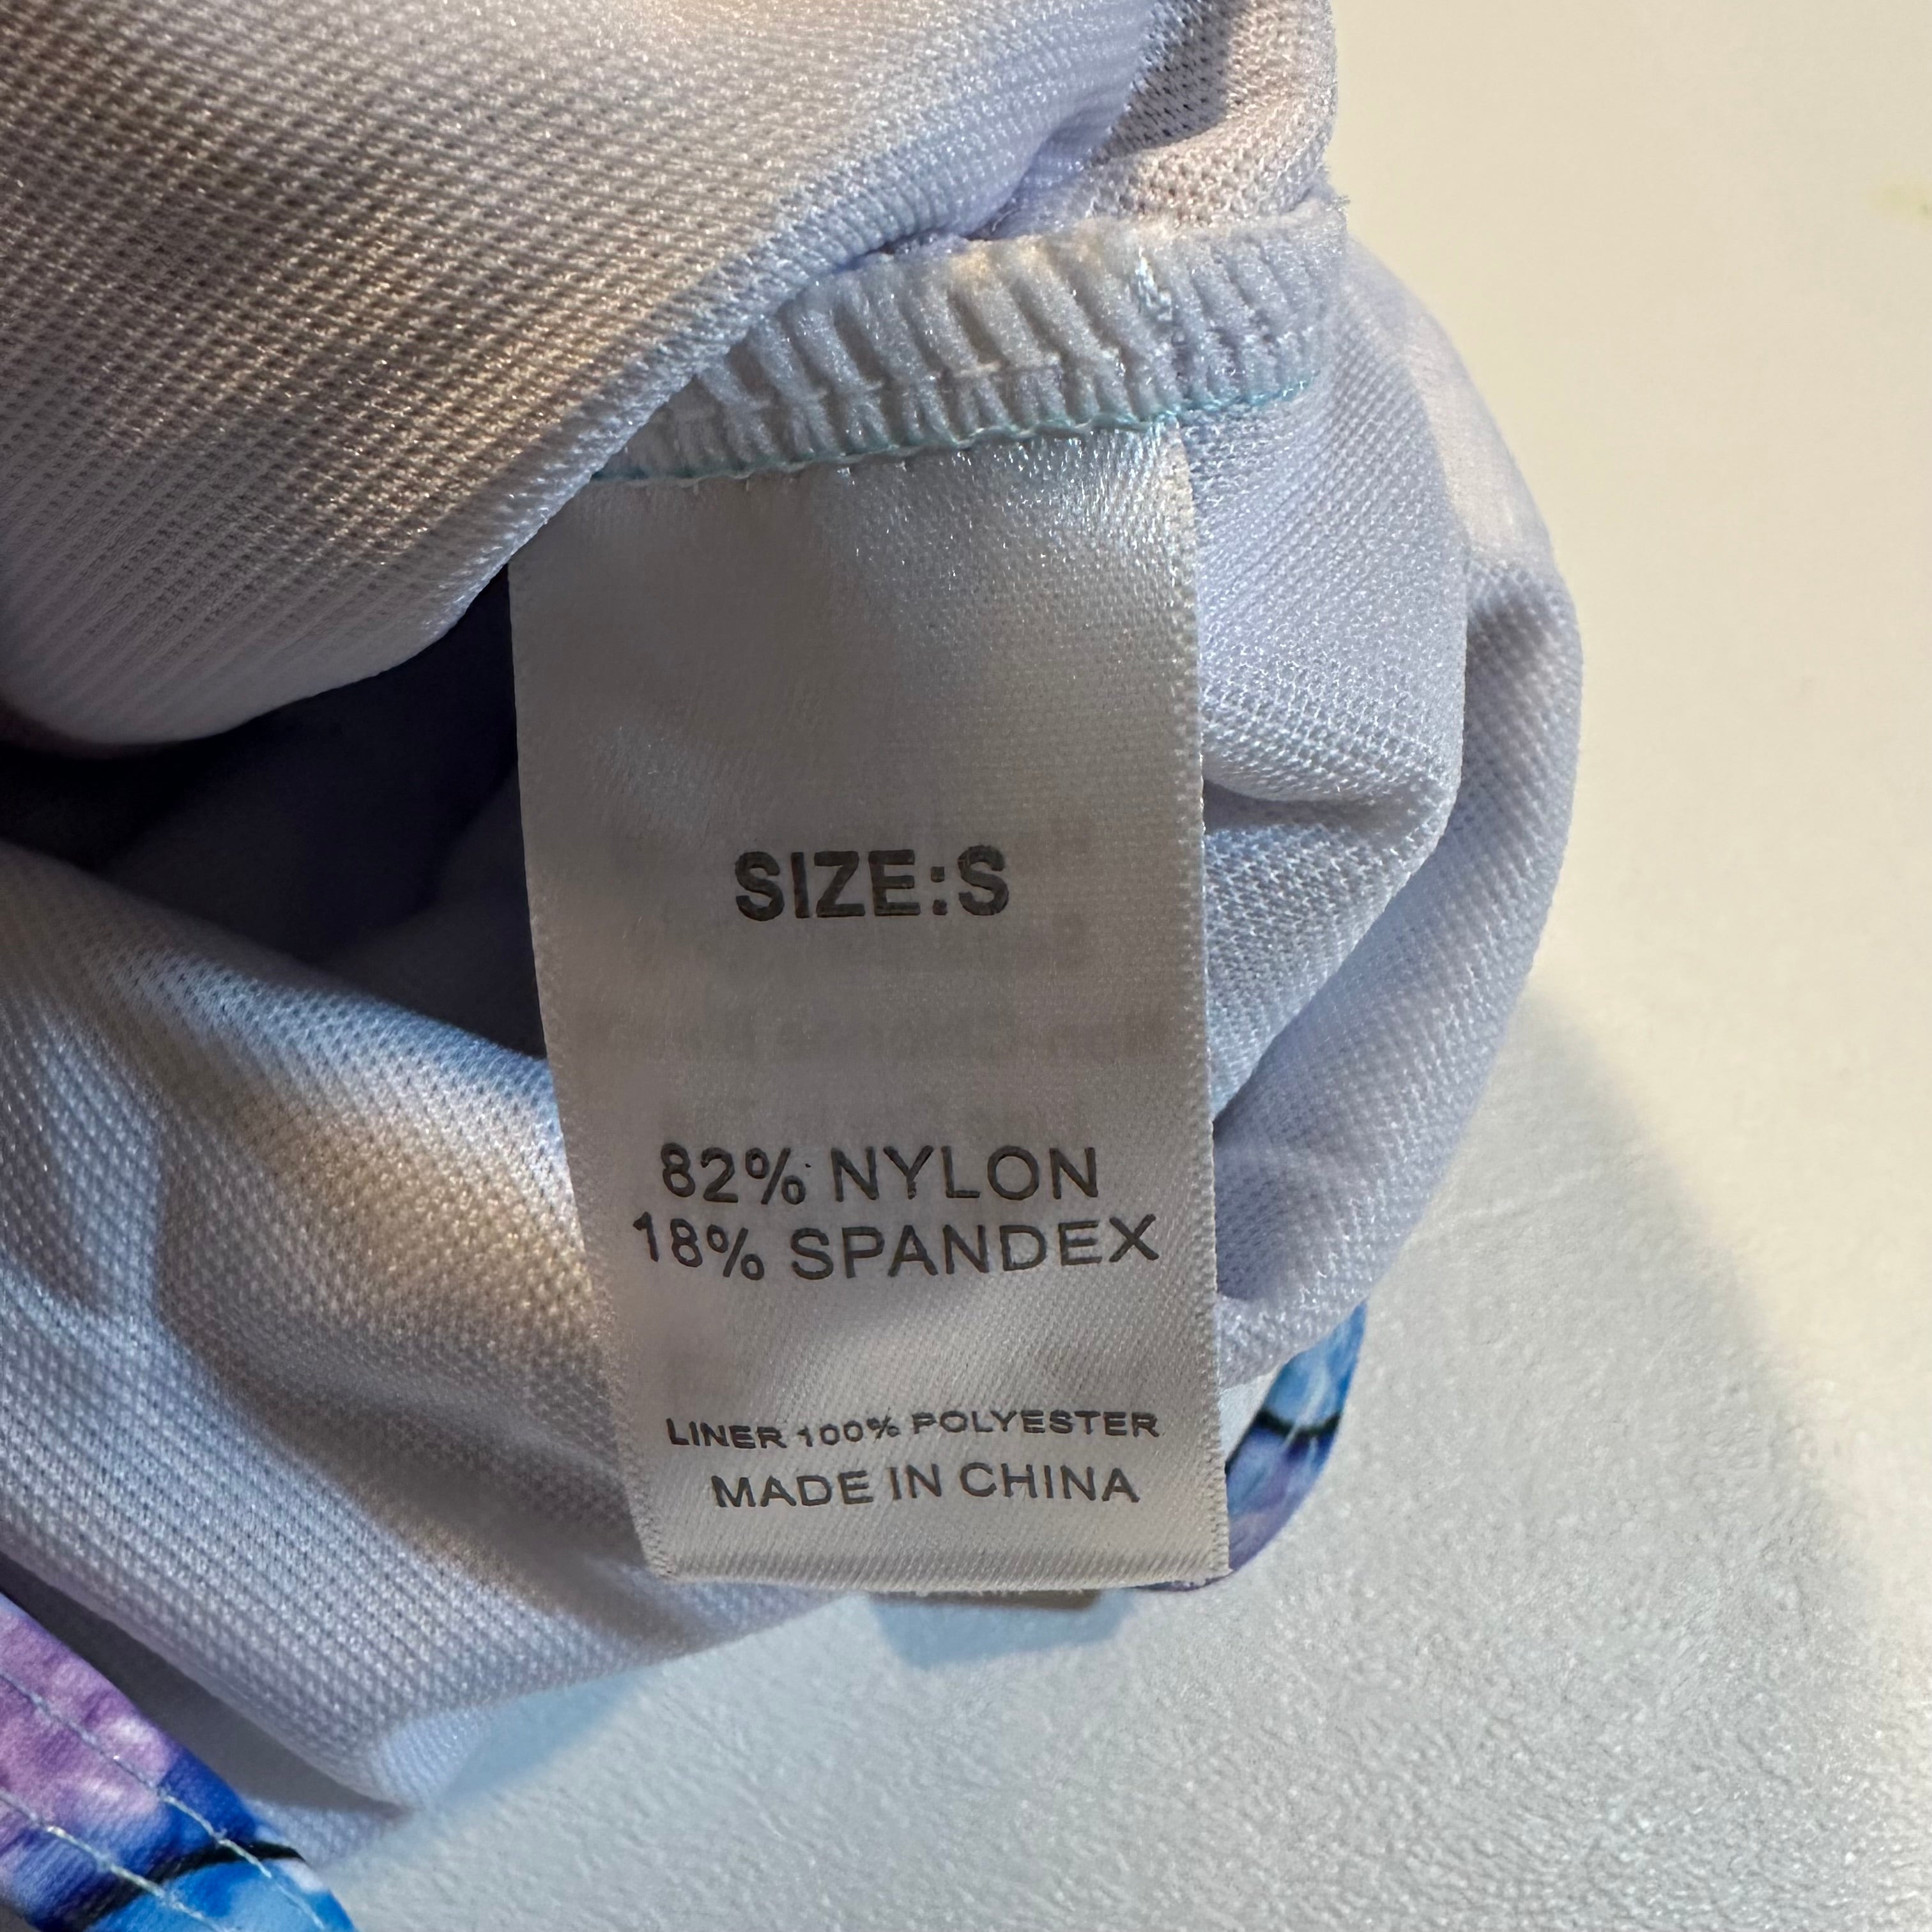 SIZE:S
82% NYLON
18% SPANDEX
LINER 100% POLYESTER
MADE IN CHINA